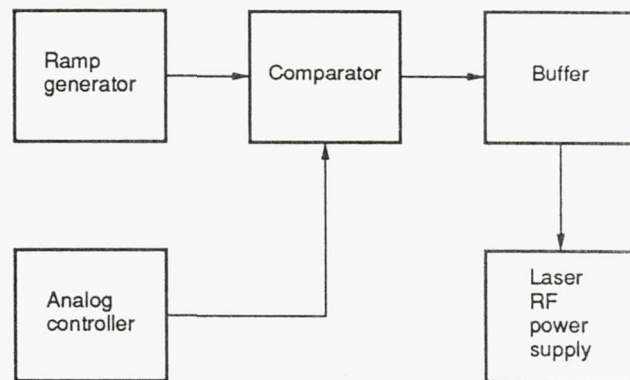 Ramp
generator
Comparator
Buffer
Analog
controller
Laser
RF
power
supply